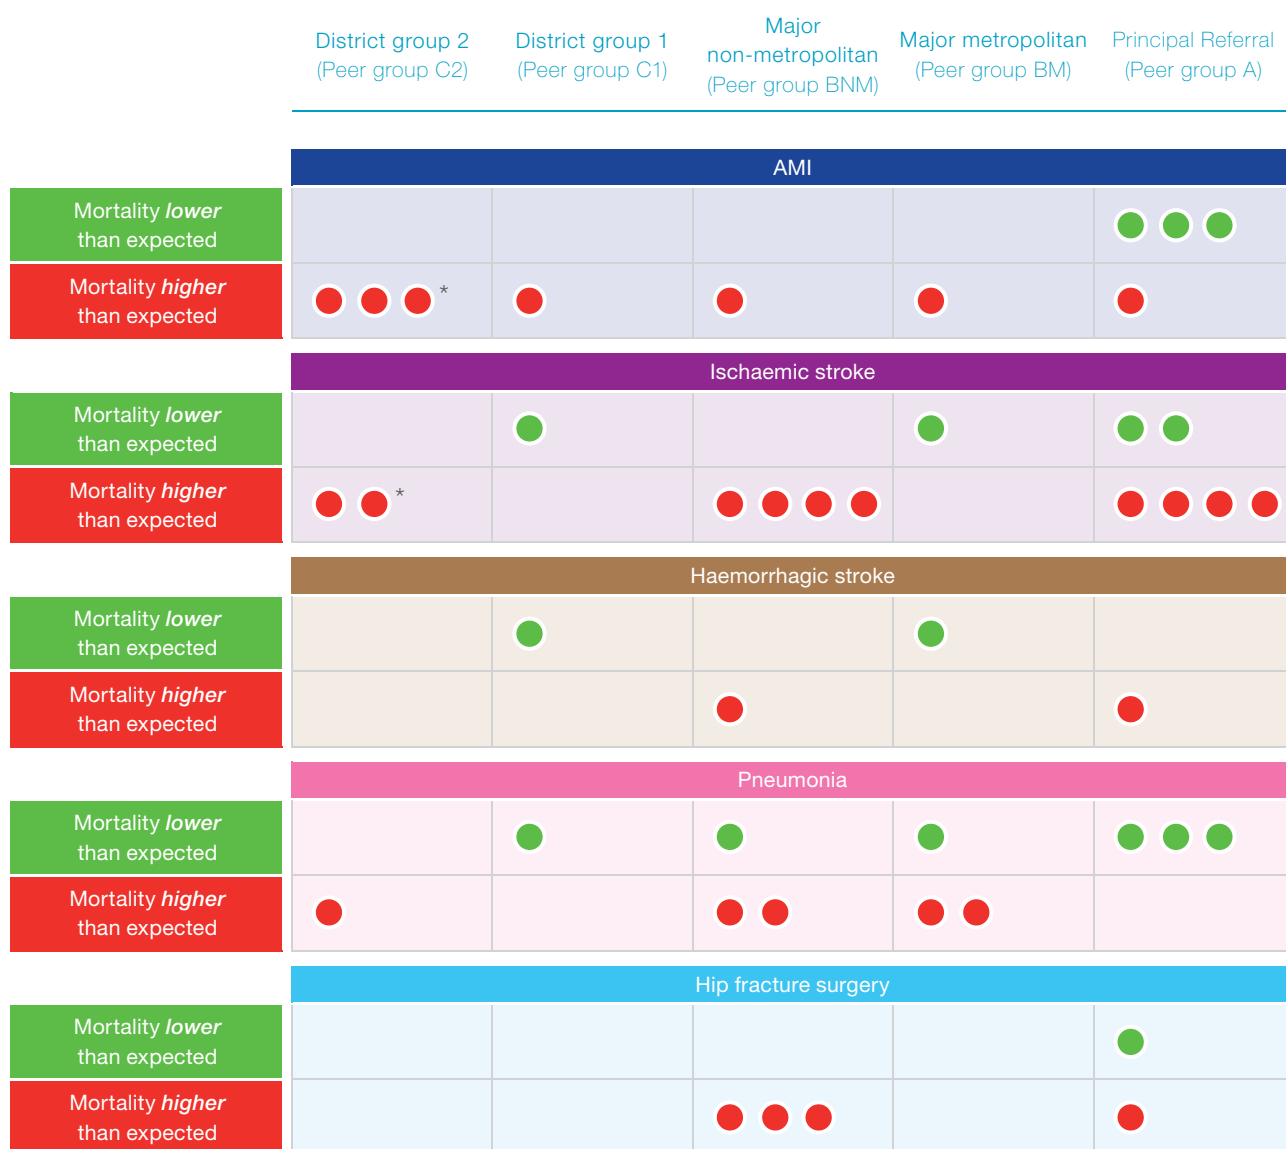 District group 2
(Peer group C2)
District group 1
(Peer group C1)
Major
non-metropolitan
(Peer group BNM)
Major metropolitan
(Peer group BM)
Principal Referral
(Peer group A)
AMI
Mortality lower
than expected
Mortality higher
than expected
*
Ischaemic stroke
Mortality lower
than expected
Mortality higher
than expected
*
Haemorrhagic stroke
Mortality lower
than expected
Mortality higher
than expected
Pneumonia
Mortality lower
than expected
Mortality higher
than expected
Hip fracture surgery
Mortality lower
than expected
Mortality higher
than expected